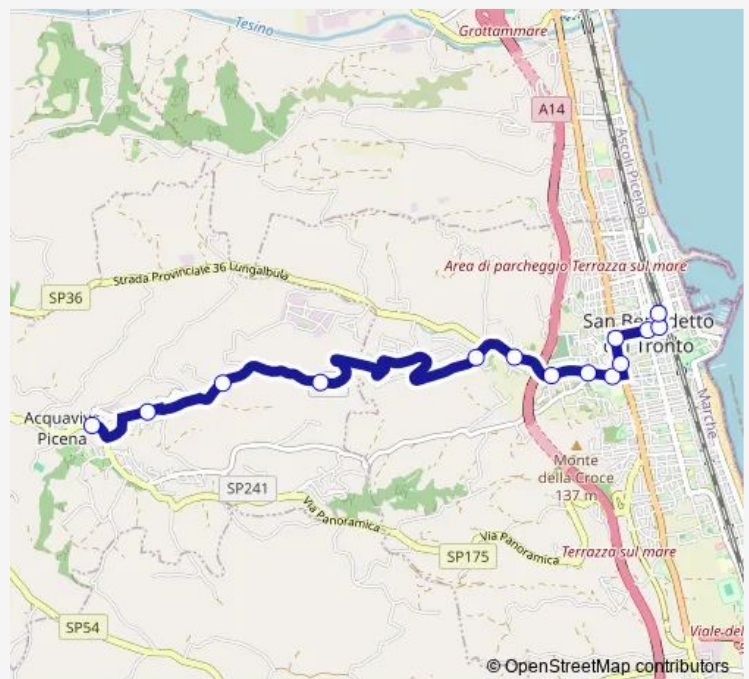 Tesino
Grottammare
A14
Ascoli Piceno
Area di parcheggio Terrazza sul mare
Strada Provinciale 36 Lungalbula
SP36
San Benedetto
Tronto
Marche
Acquaviva
Picena
Monte
della Croce
137 m
SP241
Via Panoramica
Via Panoramica
SP175
Terrazza sul mare
SP54
Viale-del
© OpenStreetMap contributors